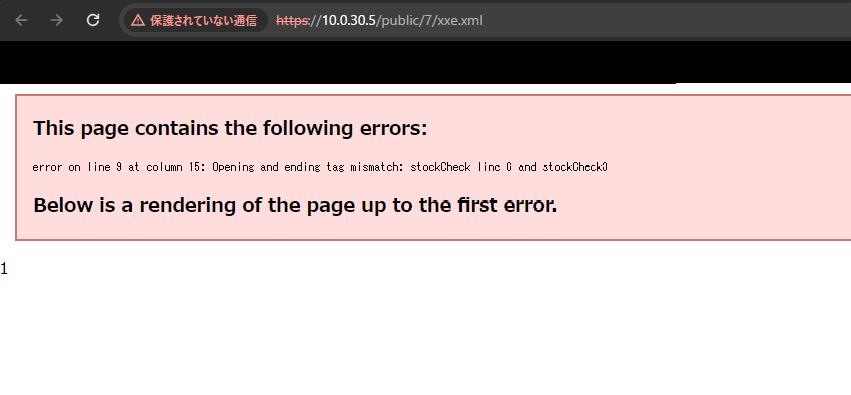 保護されていない通信 https://10.0.30.5/public/7/xxe.xml
This page contains the following errors:
error on line 9 at column 15: Opening and ending tag mismatch: stockCheck line 6 and stockCheck3
Below is a rendering of the page up to the first error.
1